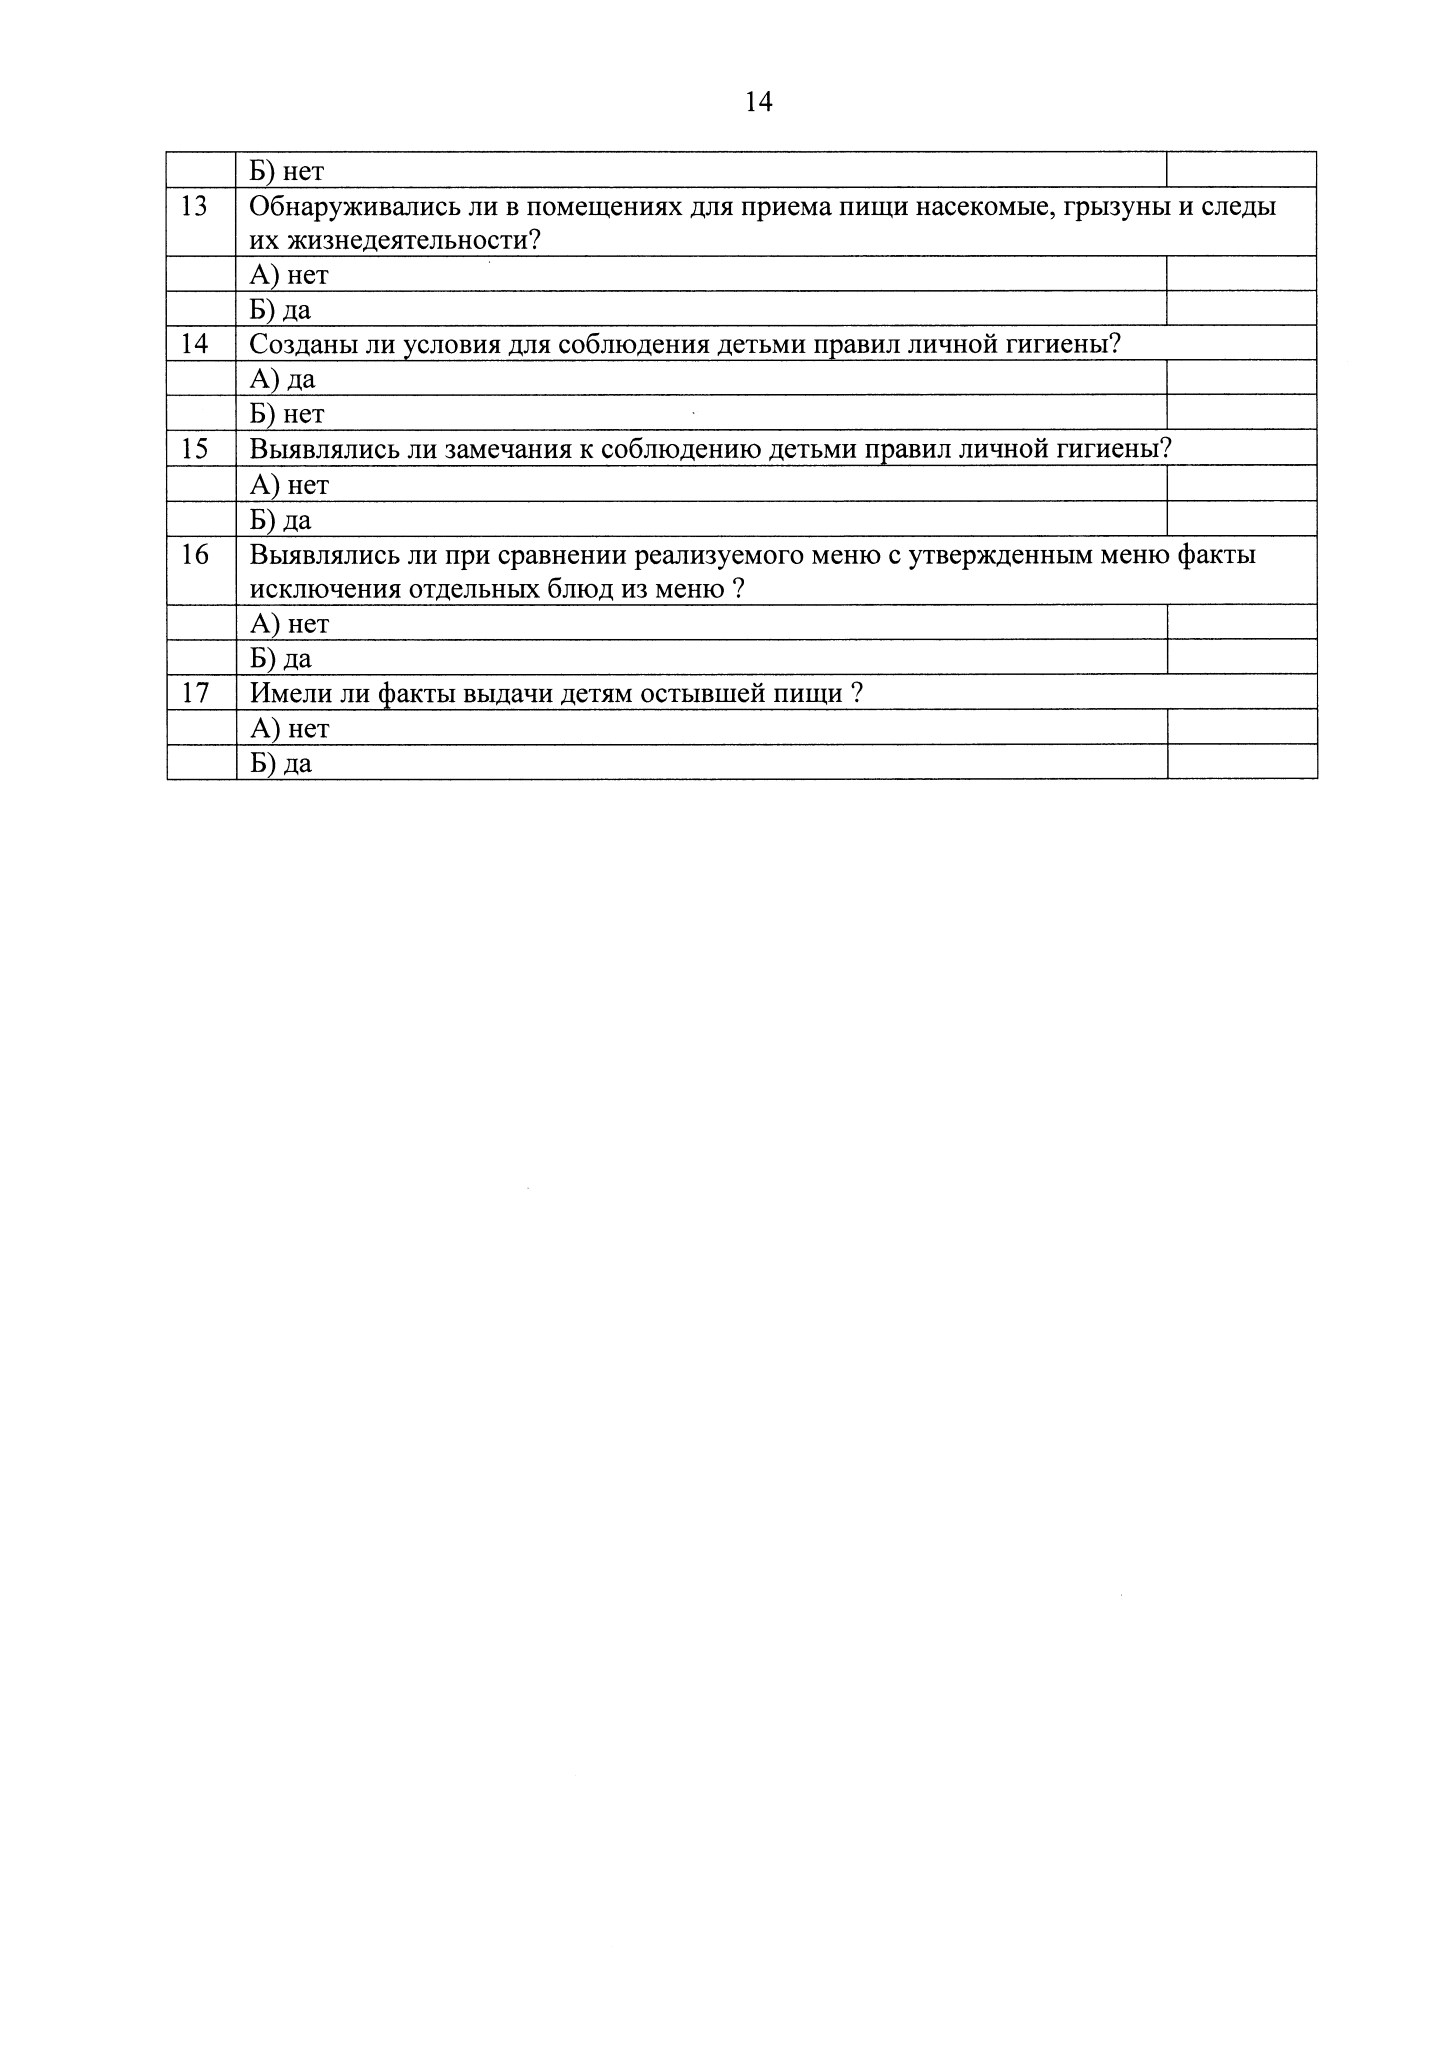 14
Б) нет
13 Обнаруживались ли в помещениях для приема пищи насекомые, грызуны и следы
их жизнедеятельности?
А) нет
Б) да
14 Созданы ли условия для соблюдения детьми правил личной гигиены?
А) да
Б) нет
15 Выявлялись ли замечания к соблюдению детьми правил личной гигиены?
А) нет
Б) да
16 Выявлялись ли при сравнении реализуемого меню с утвержденным меню факты
исключения отдельных блюд из меню ?
А) нет
Б) да
17 Имели ли факты выдачи детям остывшей пищи ?
А) нет
Б) да